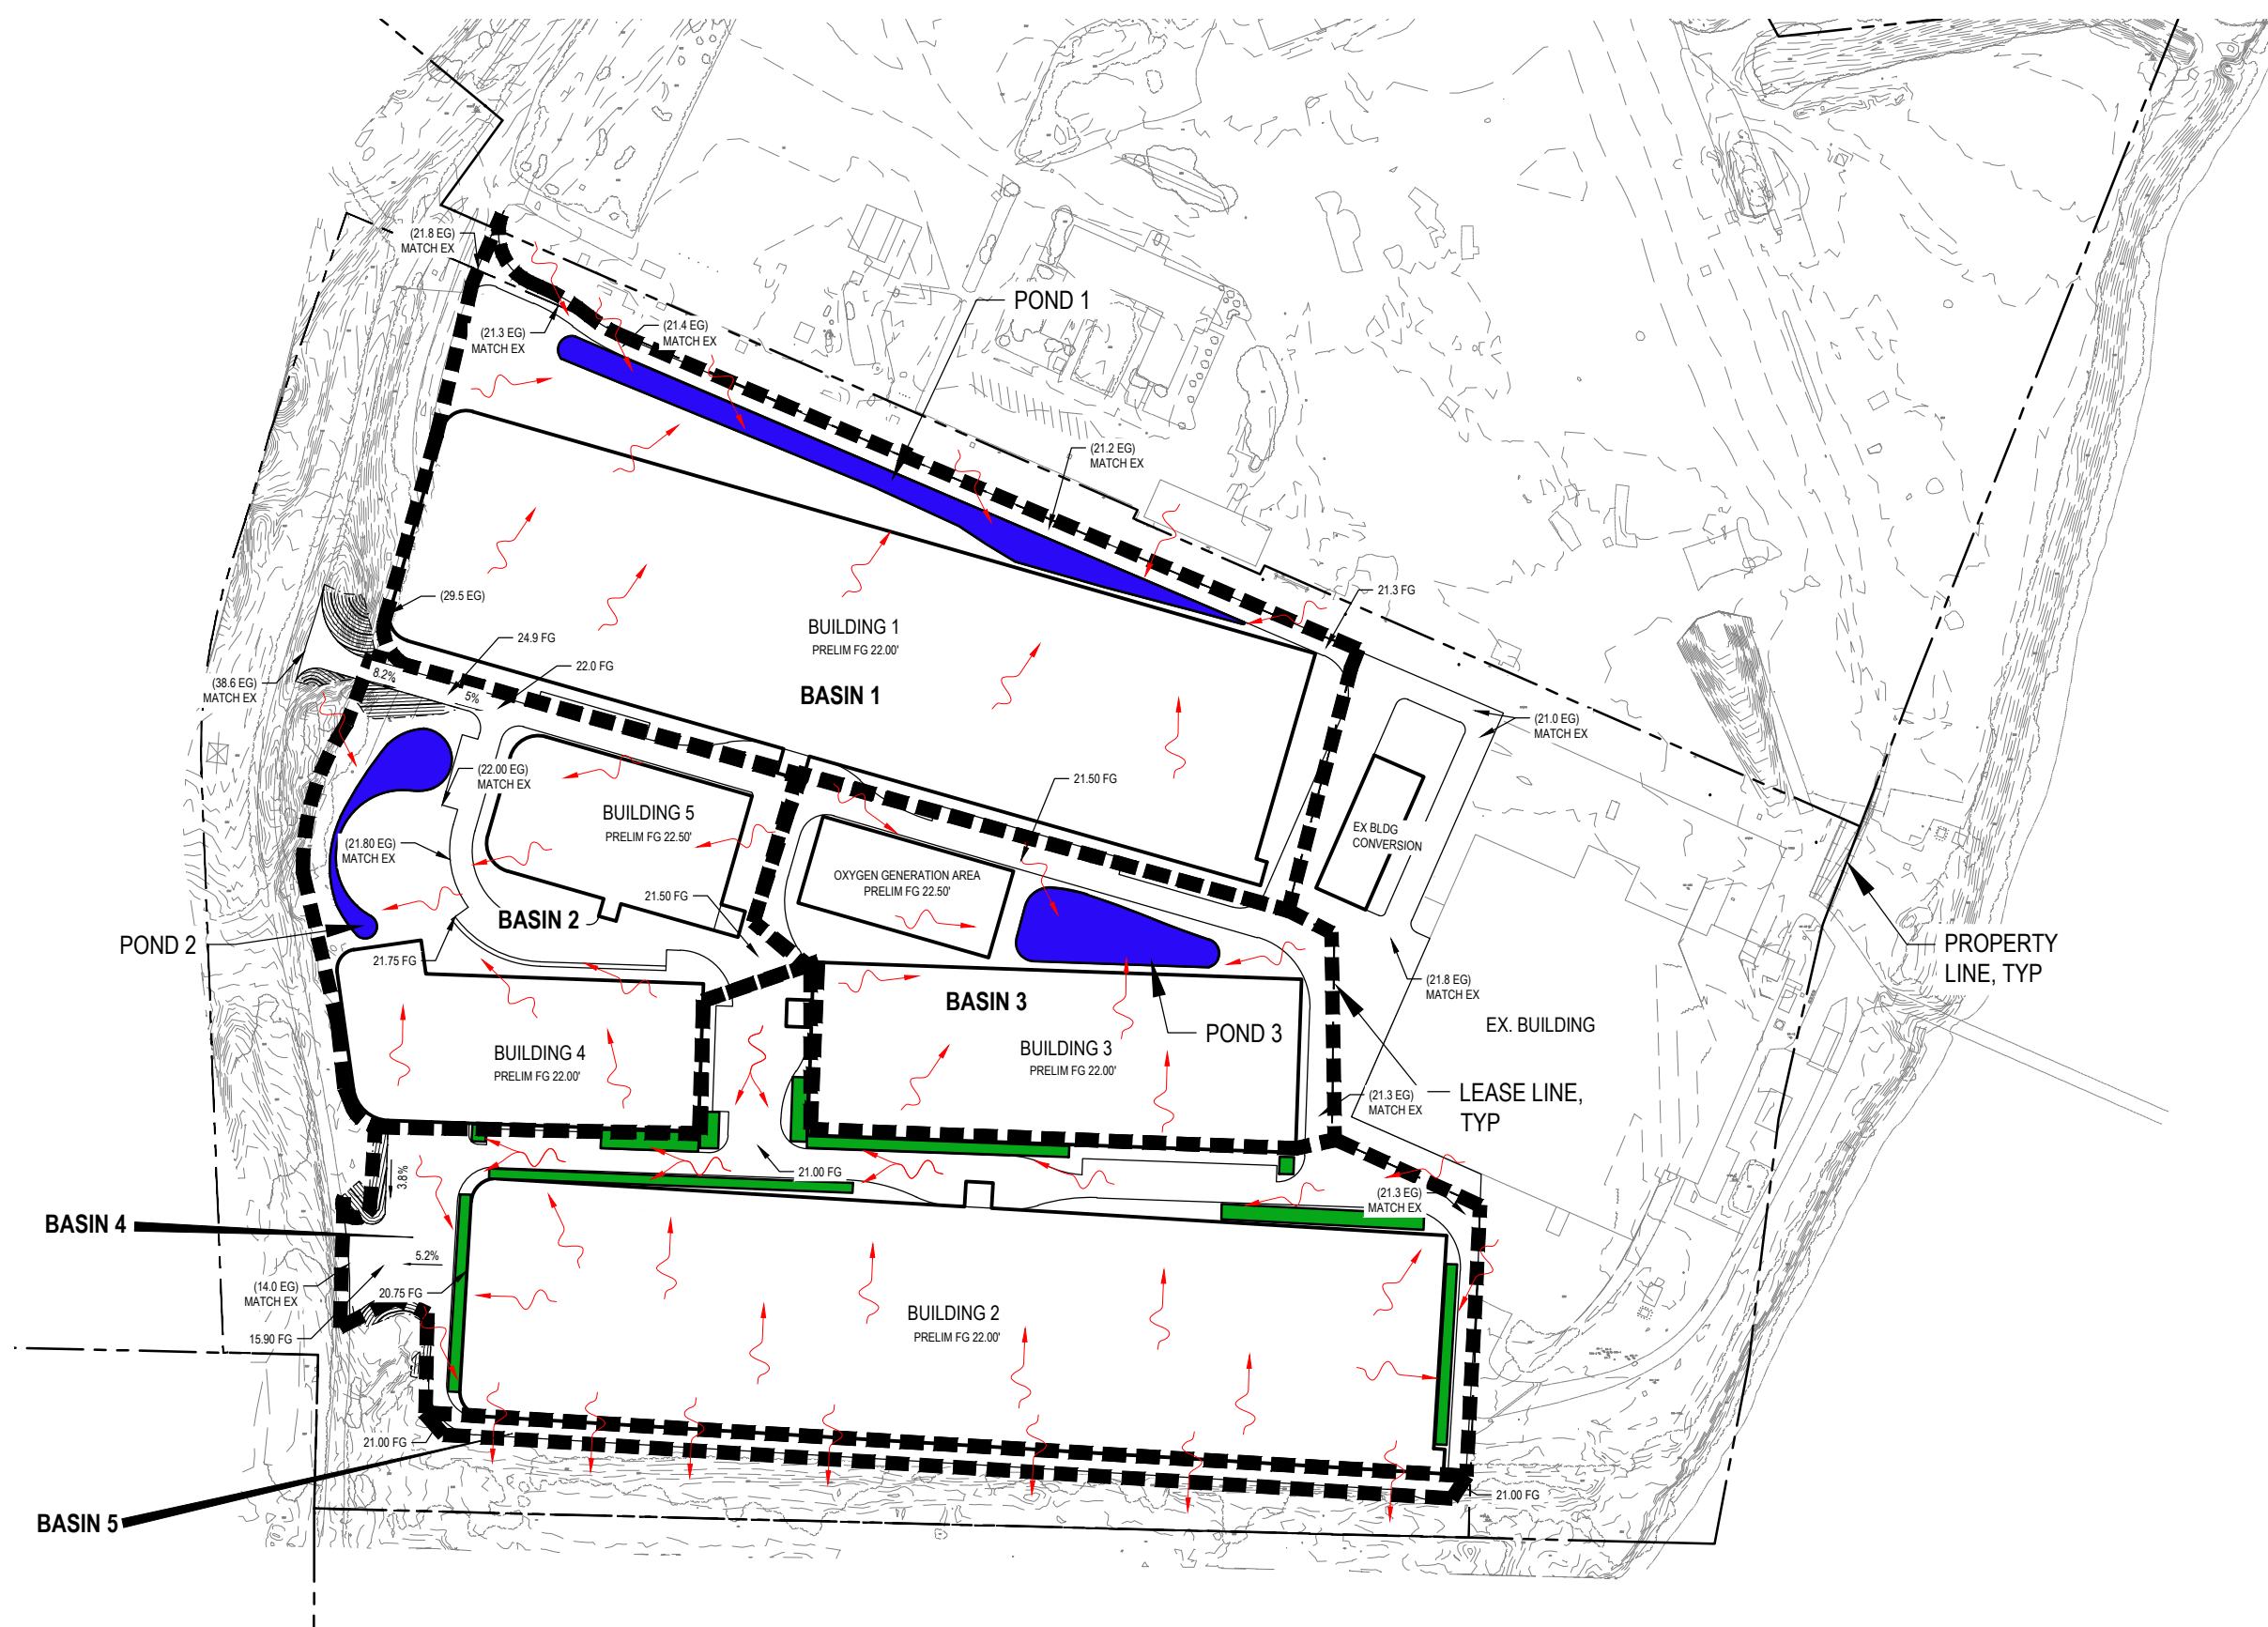 (21.8 EG)
MATCH EX
POND 1
(21.3 EG)
MATCH EX
(21.4 EG)
MATCH EX
(21.2 EG)
MATCH EX
(29.5 EG)
21.3 FG
24.9 FG
BUILDING 1
PRELIM FG 22.00'
22.0 FG
8.2%
(38.6 EG)
MATCH EX
5%
BASIN 1
(21.0 EG)
MATCH EX
(22.00 EG)
MATCH EX
21.50 FG
BUILDING 5
PRELIM FG 22.50'
EX BLDG
CONVERSION
(21.80 EG)
MATCH EX
OXYGEN GENERATION AREA
PRELIM FG 22.50'
21.50 FG
BASIN 2
POND 2
21.75 FG
PROPERTY
LINE, TYP
(21.8 EG)
MATCH EX
BASIN 3
EX. BUILDING
POND 3
BUILDING 4
PRELIM FG 22.00'
BUILDING 3
PRELIM FG 22.00'
LEASE LINE,
TYP
(21.3 EG)
MATCH EX
3.8%
21.00 FG
(21.3 EG)
MATCH EX
BASIN 4
5.2%
(14.0 EG)
MATCH EX
20.75 FG
BUILDING 2
PRELIM FG 22.00'
15.90 FG
21.00 FG
21.00 FG
BASIN 5